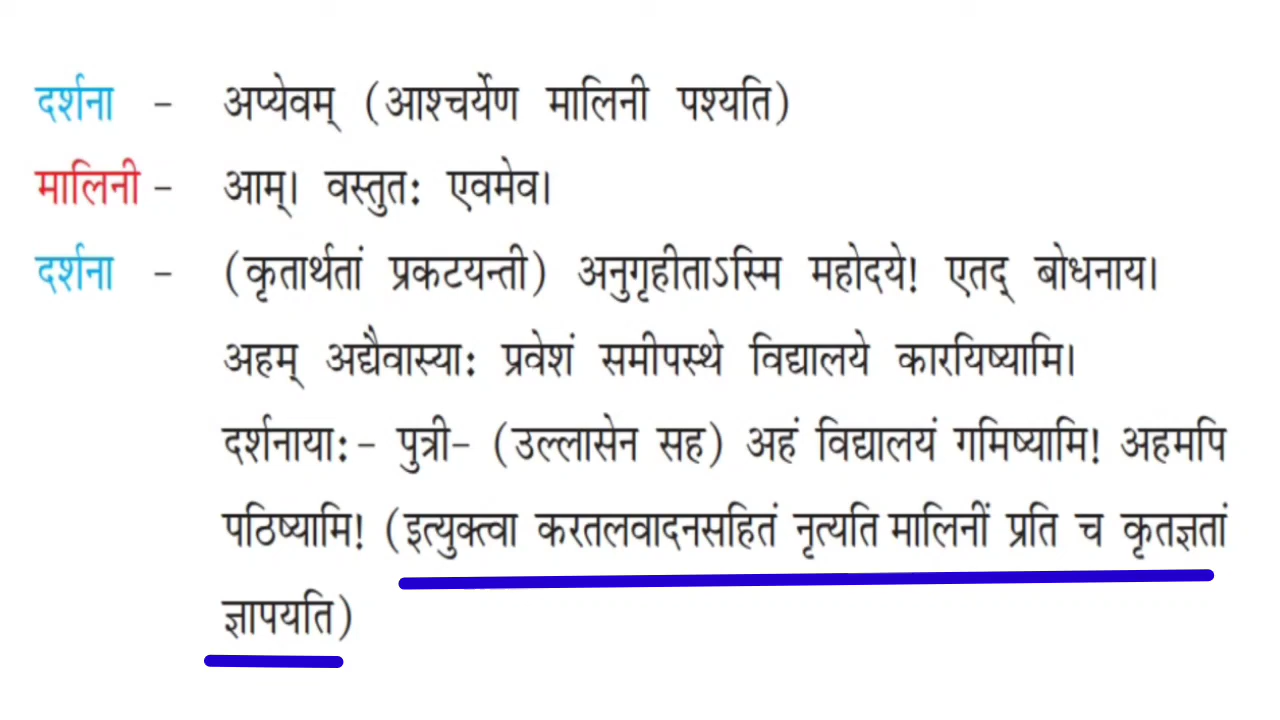 दर्शना - अप्येवम् (आश्चर्येण मालिनी पश्यति)
मालिनी - आम्। वस्तुतः एवमेव।
दर्शना - (कृतार्थतां प्रकटयन्ती) अनुगृहीताऽस्मि महोदये! एतद् बोधनाय।
अहम् अद्यैवास्याः प्रवेशं समीपस्थे विद्यालये कारयिष्यामि।
दर्शनायाः- पुत्री- (उल्लासेन सह) अहं विद्यालयं गमिष्यामि! अहमपि
पठिष्यामि! (इत्युक्त्वा करतलवादनसहितं नृत्यति मालिनीं प्रति च कृतज्ञतां
ज्ञापयति)